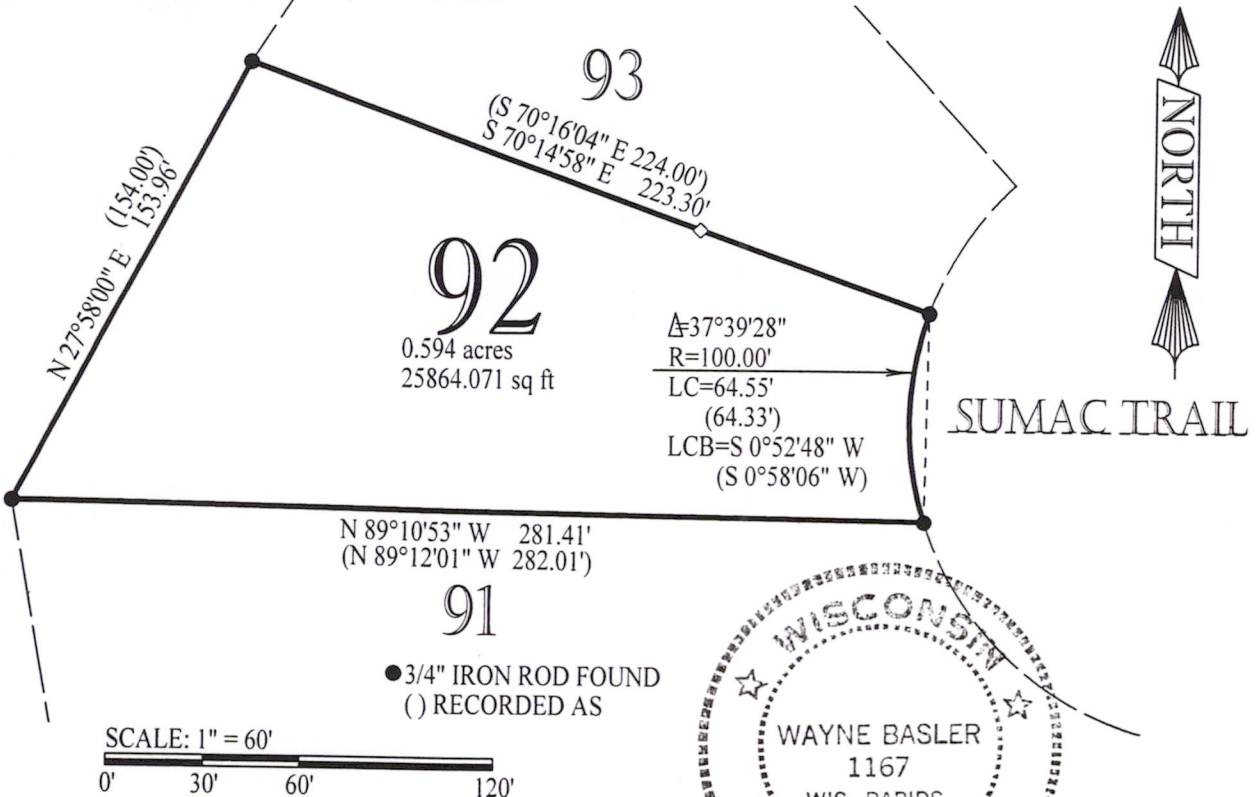 93
(S 70°16'04" E 224.00')
S 70°14'58" E 223.30'
NORTH
(154.00')
N 27°58'00" E 153.96'
92
0.594 acres
25864.071 sq ft
Δ=37°39'28"
R=100.00'
LC=64.55'
(64.33')
LCB=S 0°52'48" W
(S 0°58'06" W)
SUMAC TRAIL
N 89°10'53" W 281.41'
(N 89°12'01" W 282.01')
91
3/4" IRON ROD FOUND
( ) RECORDED AS
SCALE: 1" = 60'
0' 30' 60' 120'
WISCONSIN
WAYNE BASLER
1167
WIS. RAPIDS